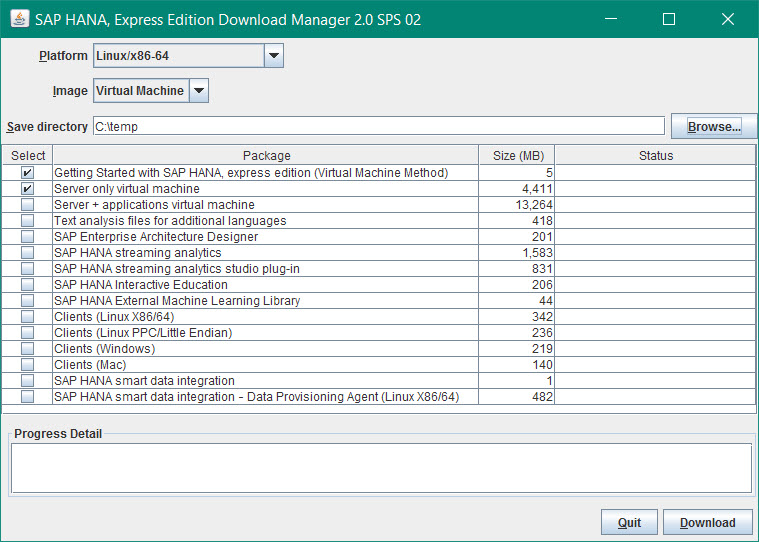 SAP HANA, Express Edition Download Manager 2.0 SPS 02
Platform Linux/x86-64
Image Virtual Machine
Save directory C:\temp Browse...
Select Package Size (MB) Status
Getting Started with SAP HANA, express edition (Virtual Machine Method) 5
Server only virtual machine 4,411
Server + applications virtual machine 13,264
Text analysis files for additional languages 418
SAP Enterprise Architecture Designer 201
SAP HANA streaming analytics 1,583
SAP HANA streaming analytics studio plug-in 831
SAP HANA Interactive Education 206
SAP HANA External Machine Learning Library 44
Clients (Linux X86/64) 342
Clients (Linux PPC/Little Endian) 236
Clients (Windows) 219
Clients (Mac) 140
SAP HANA smart data integration 1
SAP HANA smart data integration - Data Provisioning Agent (Linux X86/64) 482
Progress Detail
Quit Download